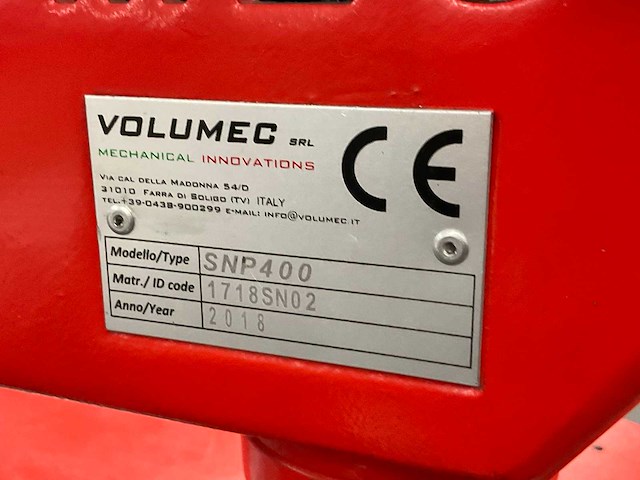 VOLUMEC SRL
MECHANICAL INNOVATIONS
VIA CAL DELLA MADONNA 54/D
31010 FARRA DI SOLIGO (TV) ITALY
TEL.+39-0438-900299 E-MAIL: INFO@VOLUMEC.IT
CE
Modello/Type SNP400
Matr./ ID code 1718SN02
Anno/Year 2018